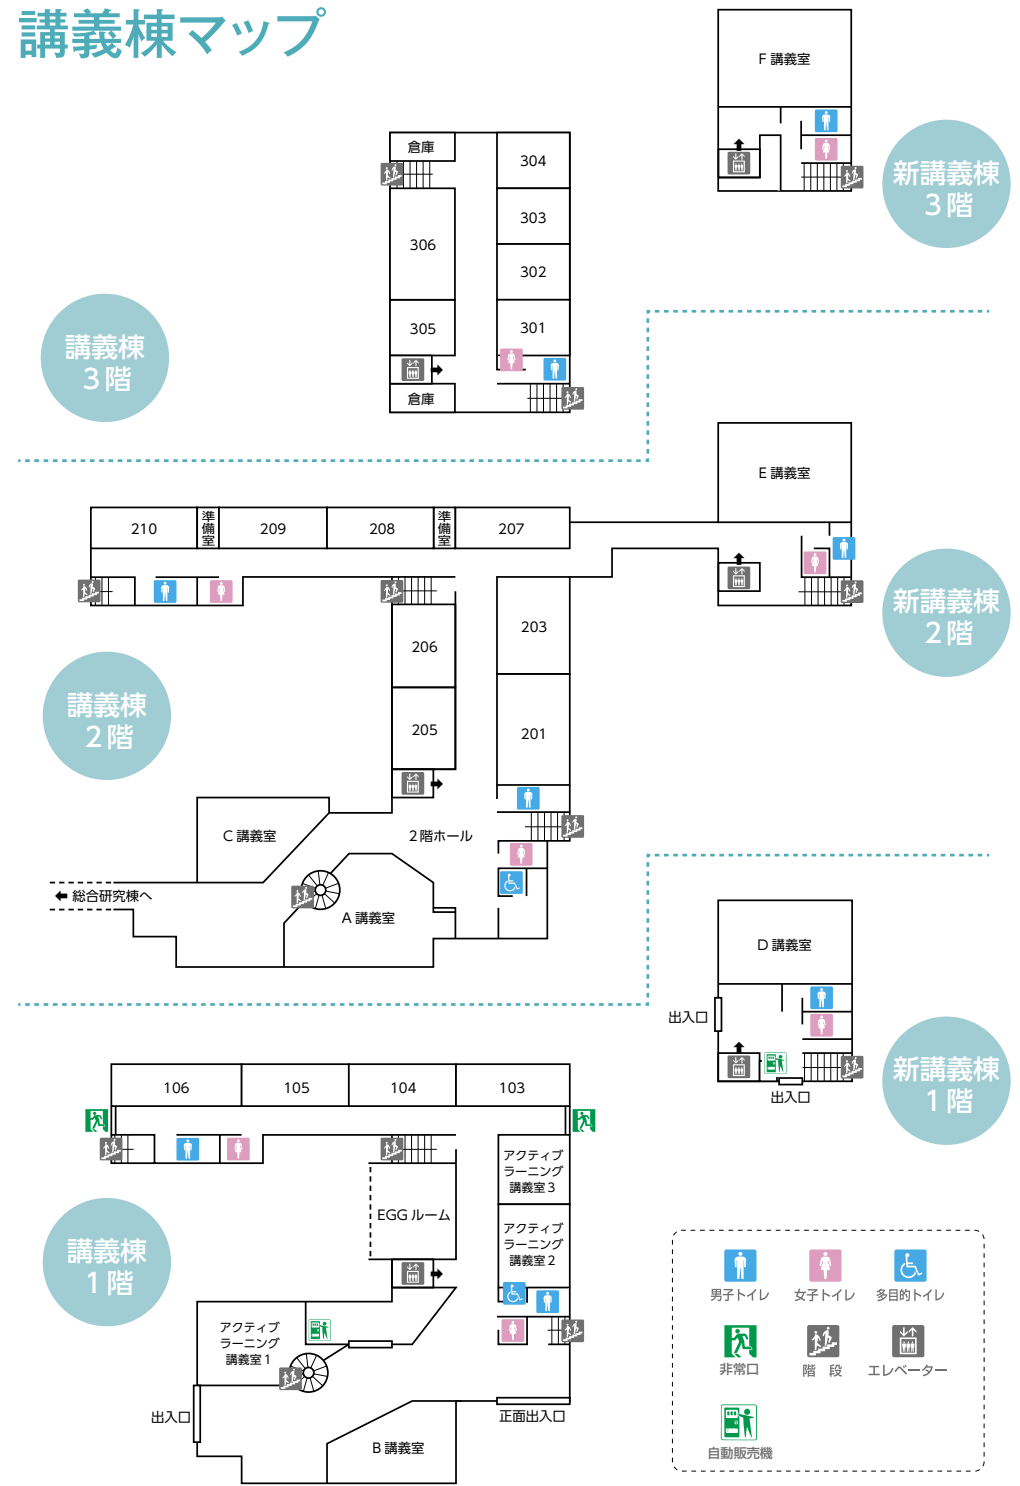 講義棟マップ
F 講義室
新講義棟
3 階
倉庫
304
303
306
302
305
301
倉庫
講義棟
3 階
E 講義室
新講義棟
2 階
210
準備室
209
208
準備室
207
203
206
205
201
講義棟
2 階
C 講義室
2 階ホール
総合研究棟へ
A 講義室
D 講義室
出入口
出入口
新講義棟
1 階
106
105
104
103
アクティブ
ラーニング
講義室 3
EGG ルーム
アクティブ
ラーニング
講義室 2
講義棟
1 階
アクティブ
ラーニング
講義室 1
出入口
正面出入口
B 講義室
男子トイレ
女子トイレ
多目的トイレ
非常口
階 段
エレベーター
自動販売機